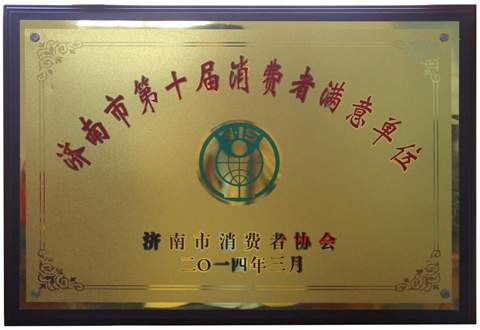 济南市第十届消费者满意单位
济南市消费者协会
二〇一四年三月